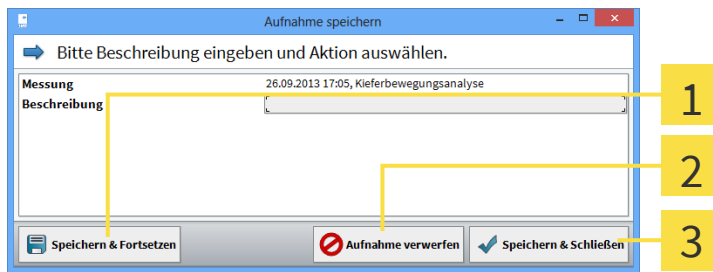 Aufnahme speichern
Bitte Beschreibung eingeben und Aktion auswählen.
Messung 26.09.2013 17:05, Kieferbewegungsanalyse
Beschreibung
1
2
Speichern & Fortsetzen Aufnahme verwerfen Speichern & Schließen
3